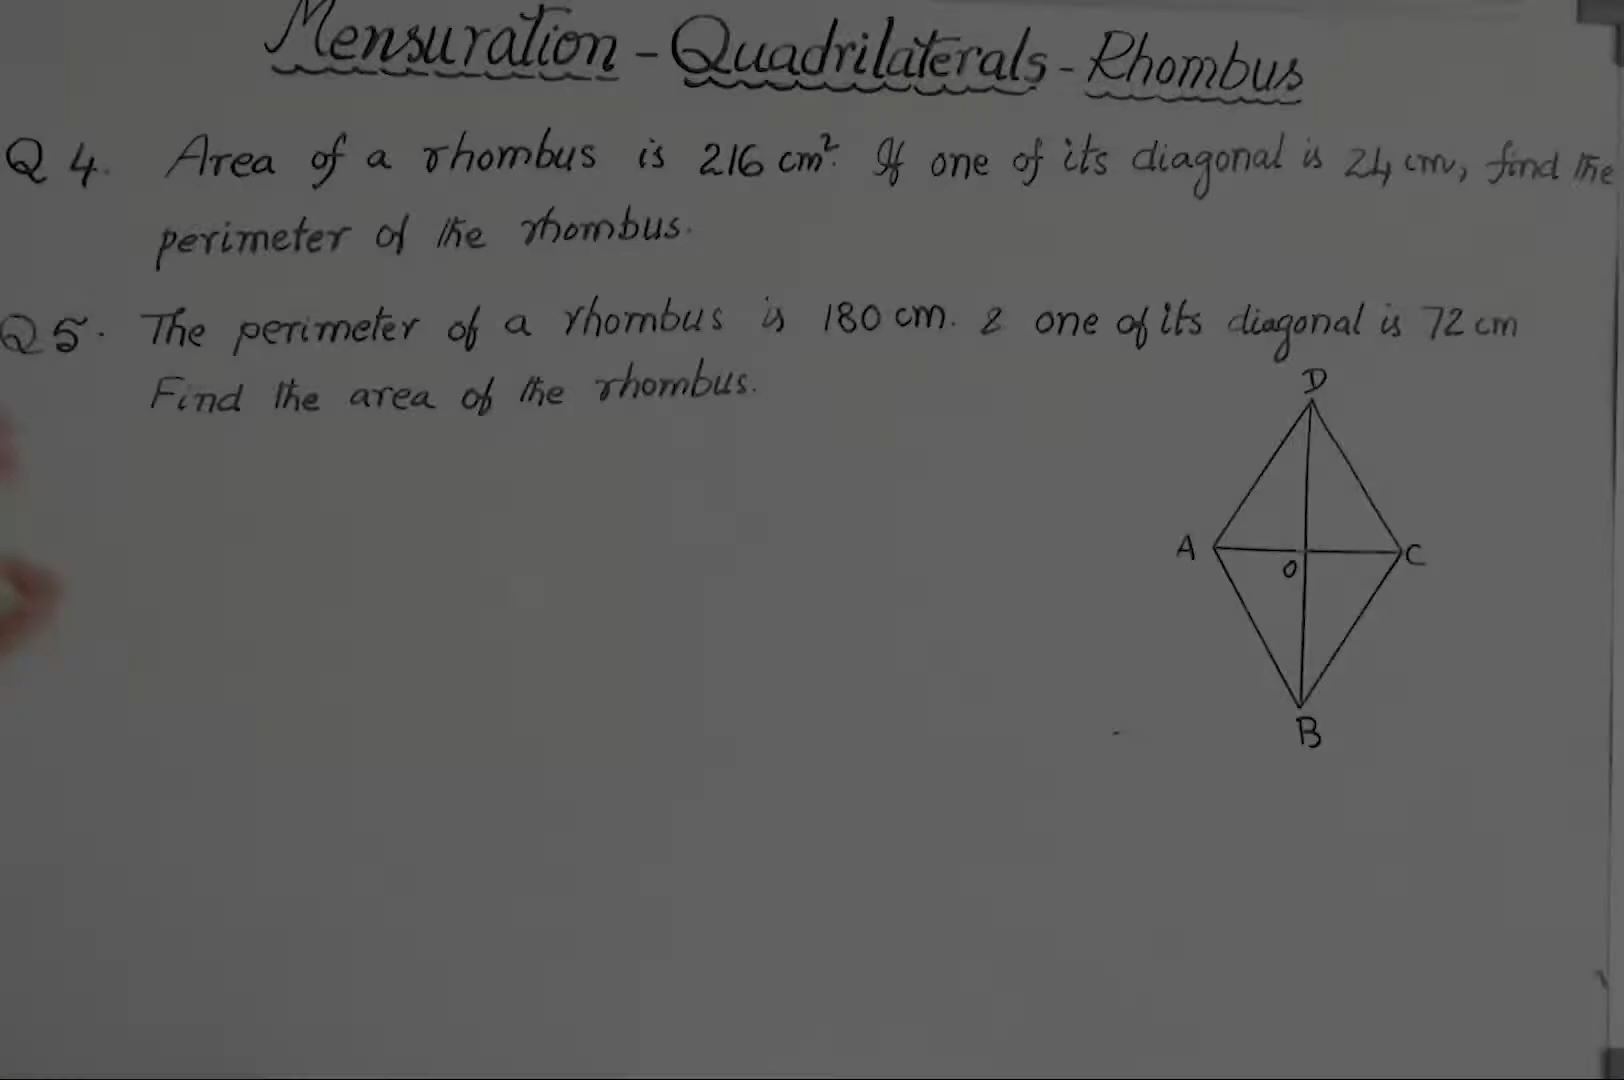 Mensuration - Quadrilaterals - Rhombus
Q 4. Area of a rhombus is 216 cm². If one of its diagonal is 24 cm, find the
perimeter of the rhombus.
Q5. The perimeter of a rhombus is 180 cm. & one of its diagonal is 72 cm
Find the area of the rhombus.
D
A
C
O
B